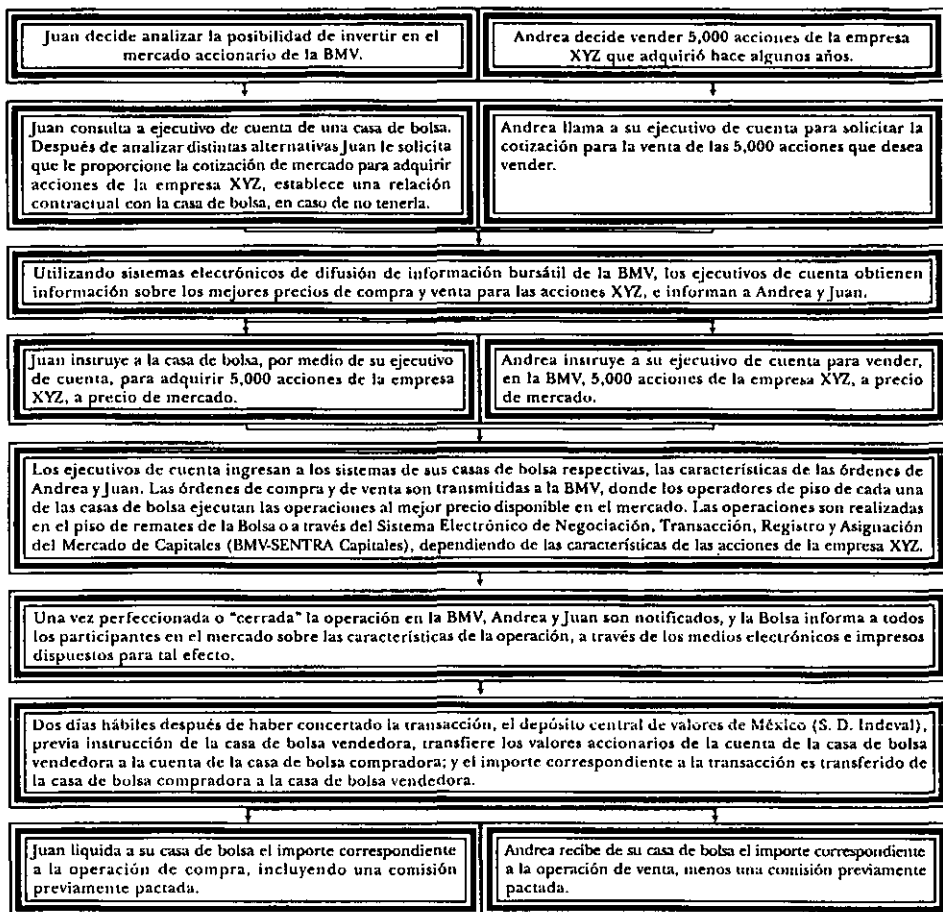 Juan decide analizar la posibilidad de invertir en el
mercado accionario de la BMV.
Andrea decide vender 5,000 acciones de la empresa
XYZ que adquirió hace algunos años.
Juan consulta a ejecutivo de cuenta de una casa de bolsa.
Después de analizar distintas alternativas Juan le solicita
que le proporcione la cotización de mercado para adquirir
acciones de la empresa XYZ, establece una relación
contractual con la casa de bolsa, en caso de no tenerla.
Andrea llama a su ejecutivo de cuenta para solicitar la
cotización para la venta de las 5,000 acciones que desea
vender.
Utilizando sistemas electrónicos de difusión de información bursátil de la BMV, los ejecutivos de cuenta obtienen
información sobre los mejores precios de compra y venta para las acciones XYZ, e informan a Andrea y Juan.
Juan instruye a la casa de bolsa, por medio de su ejecutivo
de cuenta, para adquirir 5,000 acciones de la empresa
XYZ, a precio de mercado.
Andrea instruye a su ejecutivo de cuenta para vender,
en la BMV, 5,000 acciones de la empresa XYZ, a precio
de mercado.
Los ejecutivos de cuenta ingresan a los sistemas de sus casas de bolsa respectivas, las características de las órdenes de
Andrea y Juan. Las órdenes de compra y de venta son transmitidas a la BMV, donde los operadores de piso de cada una
de las casas de bolsa ejecutan las operaciones al mejor precio disponible en el mercado. Las operaciones son realizadas
en el piso de remates de la Bolsa o a través del Sistema Electrónico de Negociación, Transacción, Registro y Asignación
del Mercado de Capitales (BMV-SENTRA Capitales), dependiendo de las características de las acciones de la empresa XYZ.
Una vez perfeccionada o "cerrada" la operación en la BMV, Andrea y Juan son notificados, y la Bolsa informa a todos
los participantes en el mercado sobre las características de la operación, a través de los medios electrónicos e impresos
dispuestos para tal efecto.
Dos días hábiles después de haber concertado la transacción, el depósito central de valores de México (S. D. Indeval),
previa instrucción de la casa de bolsa vendedora, transfiere los valores accionarios de la cuenta de la casa de bolsa
vendedora a la cuenta de la casa de bolsa compradora; y el importe correspondiente a la transacción es transferido de
la casa de bolsa compradora a la casa de bolsa vendedora.
Juan liquida a su casa de bolsa el importe correspondiente
a la operación de compra, incluyendo una comisión
previamente pactada.
Andrea recibe de su casa de bolsa el importe correspondiente
a la operación de venta, menos una comisión previamente
pactada.